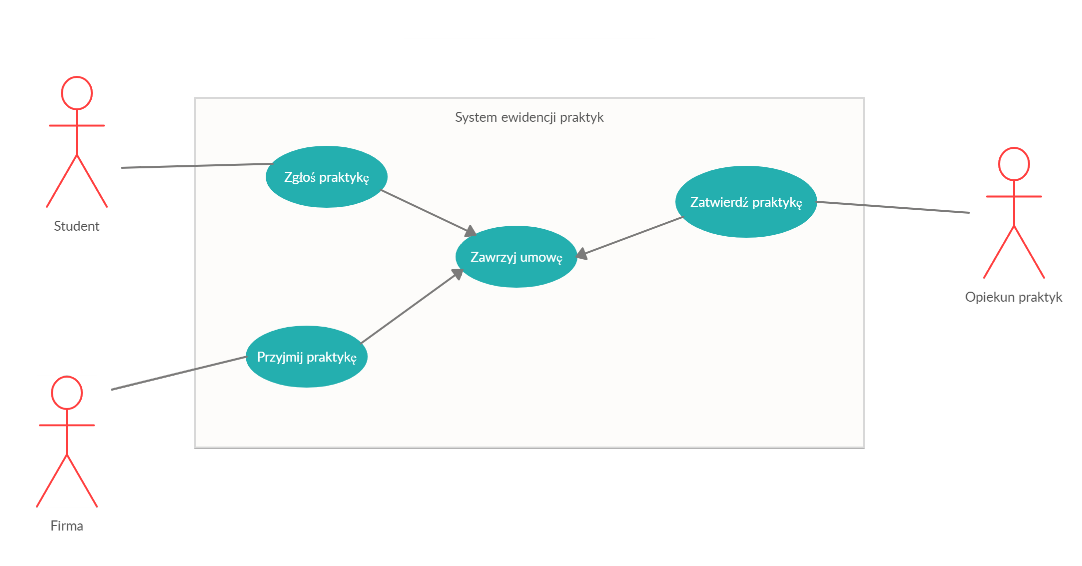 System ewidencji praktyk
Zgłoś praktykę
Zatwierdź praktykę
Student
Zawrzyj umowę
Opiekun praktyk
Przyjmij praktykę
Firma